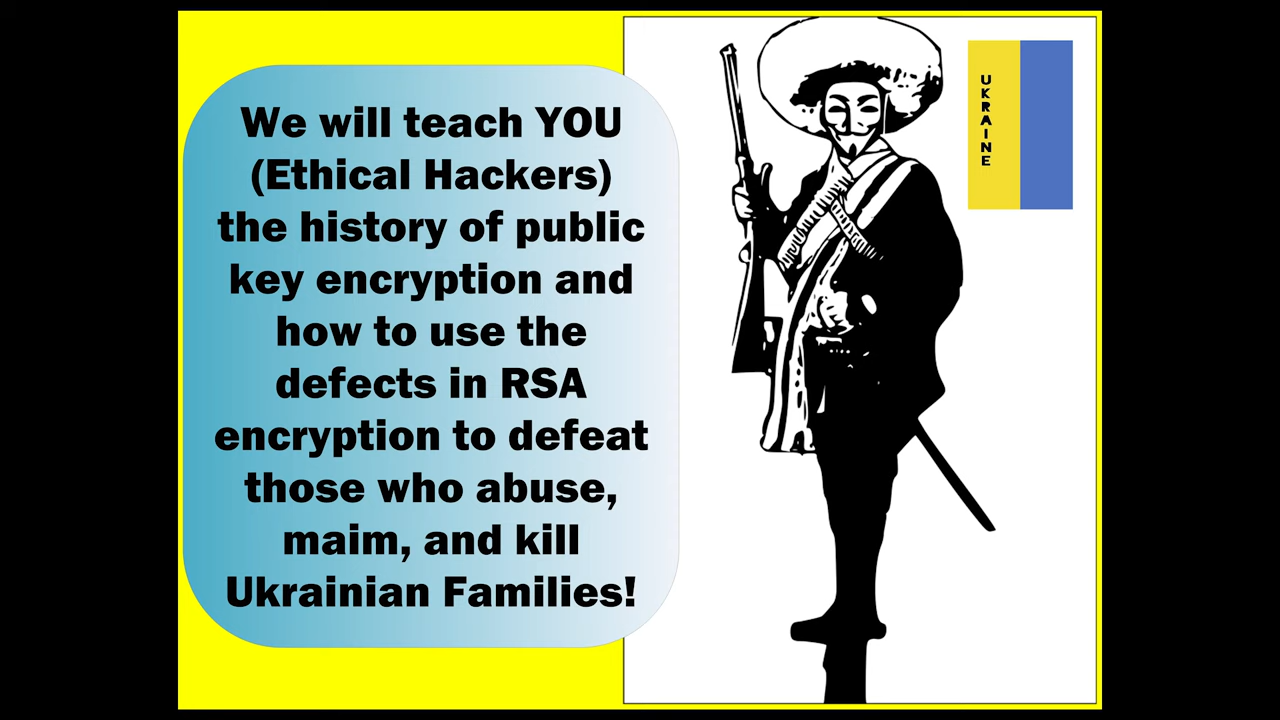 We will teach YOU
(Ethical Hackers)
the history of public
key encryption and
how to use the
defects in RSA
encryption to defeat
those who abuse,
maim, and kill
Ukrainian Families!
UKRAINE